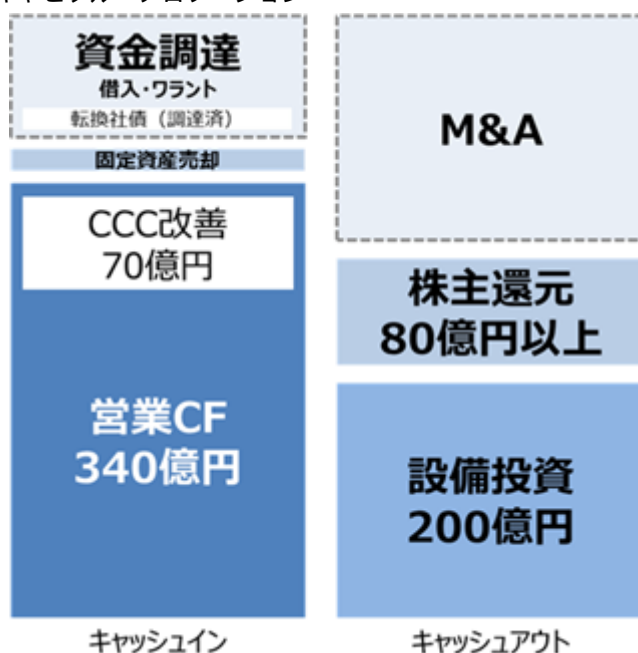 資金調達
借入・ワラント
転換社債（調達済）
固定資産売却
CCC改善
70億円
営業CF
340億円
キャッシュイン
M&A
株主還元
80億円以上
設備投資
200億円
キャッシュアウト